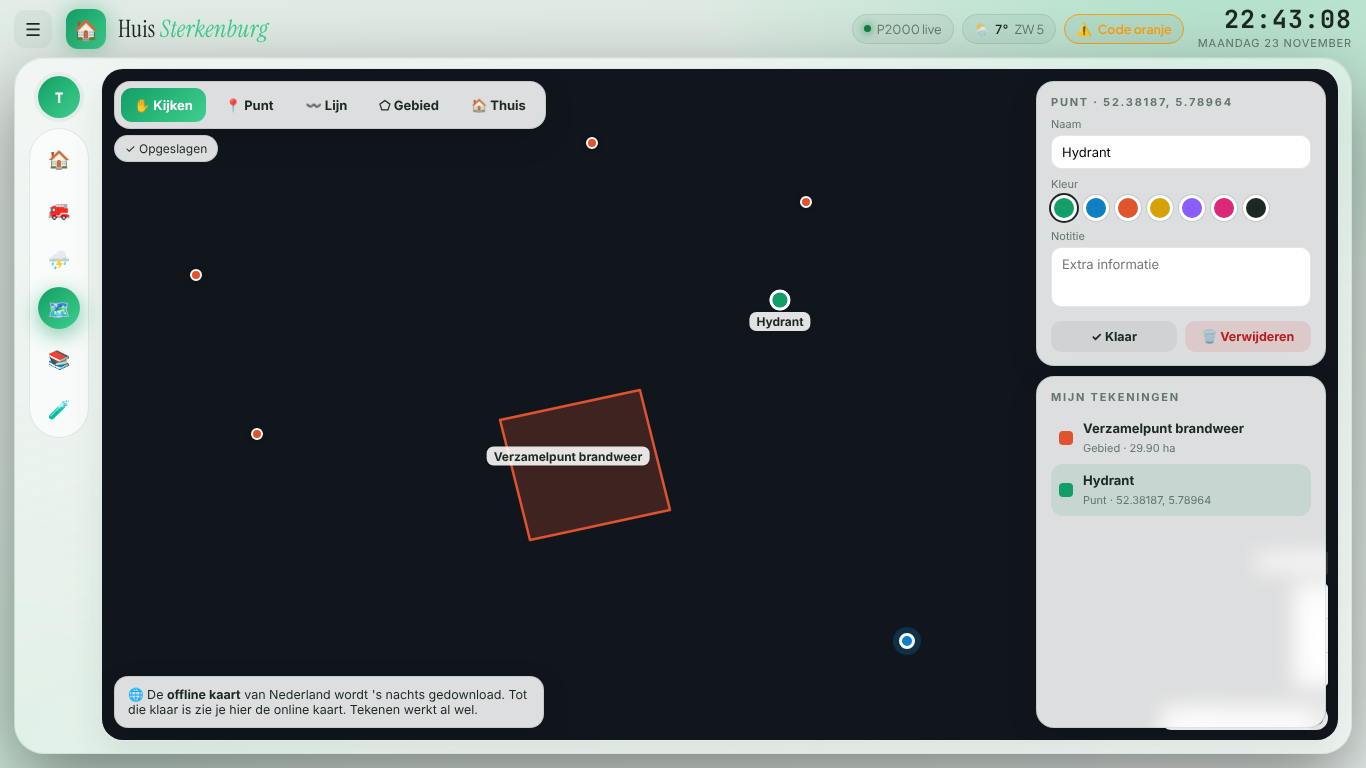 Huis Sterkenburg
P2000 live
7° ZW 5
Code oranje
22:43:08
MAANDAG 23 NOVEMBER
T
Kijken
Punt
Lijn
Gebied
Thuis
✓ Opgeslagen
Hydrant
Verzamelpunt brandweer
De offline kaart van Nederland wordt 's nachts gedownload. Tot
die klaar is zie je hier de online kaart. Tekenen werkt al wel.
PUNT · 52.38187, 5.78964
Naam
Hydrant
Kleur
Notitie
Extra informatie
✓ Klaar
Verwijderen
MIJN TEKENINGEN
Verzamelpunt brandweer
Gebied · 29.90 ha
Hydrant
Punt · 52.38187, 5.78964